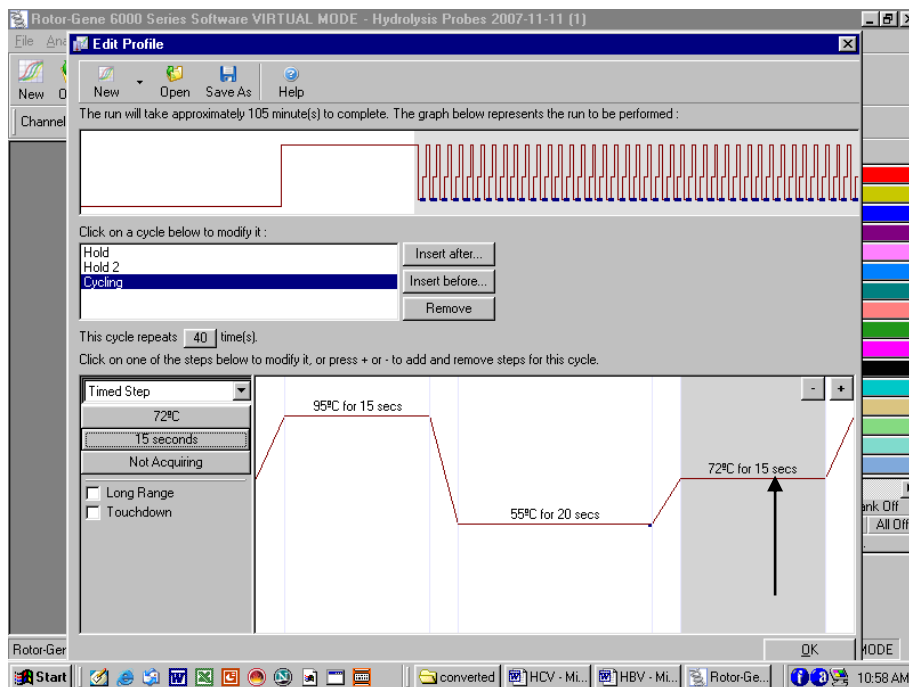 Rotor-Gene 6000 Series Software VIRTUAL MODE - Hydrolysis Probes 2007-11-11 (1)
File Ana
Edit Profile
New
New Open Save As Help
Channel
The run will take approximately 105 minute(s) to complete. The graph below represents the run to be performed :
Click on a cycle below to modify it :
Hold
Hold 2
Cycling
Insert after...
Insert before...
Remove
This cycle repeats 40 time(s).
Click on one of the steps below to modify it, or press + or - to add and remove steps for this cycle.
Timed Step
- +
72ºC
15 seconds
Not Acquiring
Long Range
Touchdown
95ºC for 15 secs
55ºC for 20 secs
72ºC for 15 secs
ank Off
All Off
OK
Rotor-Ger
MODE
Start
converted
HCV - Mi...
HBV - Mi...
Rotor-Ge...
10:58 AM